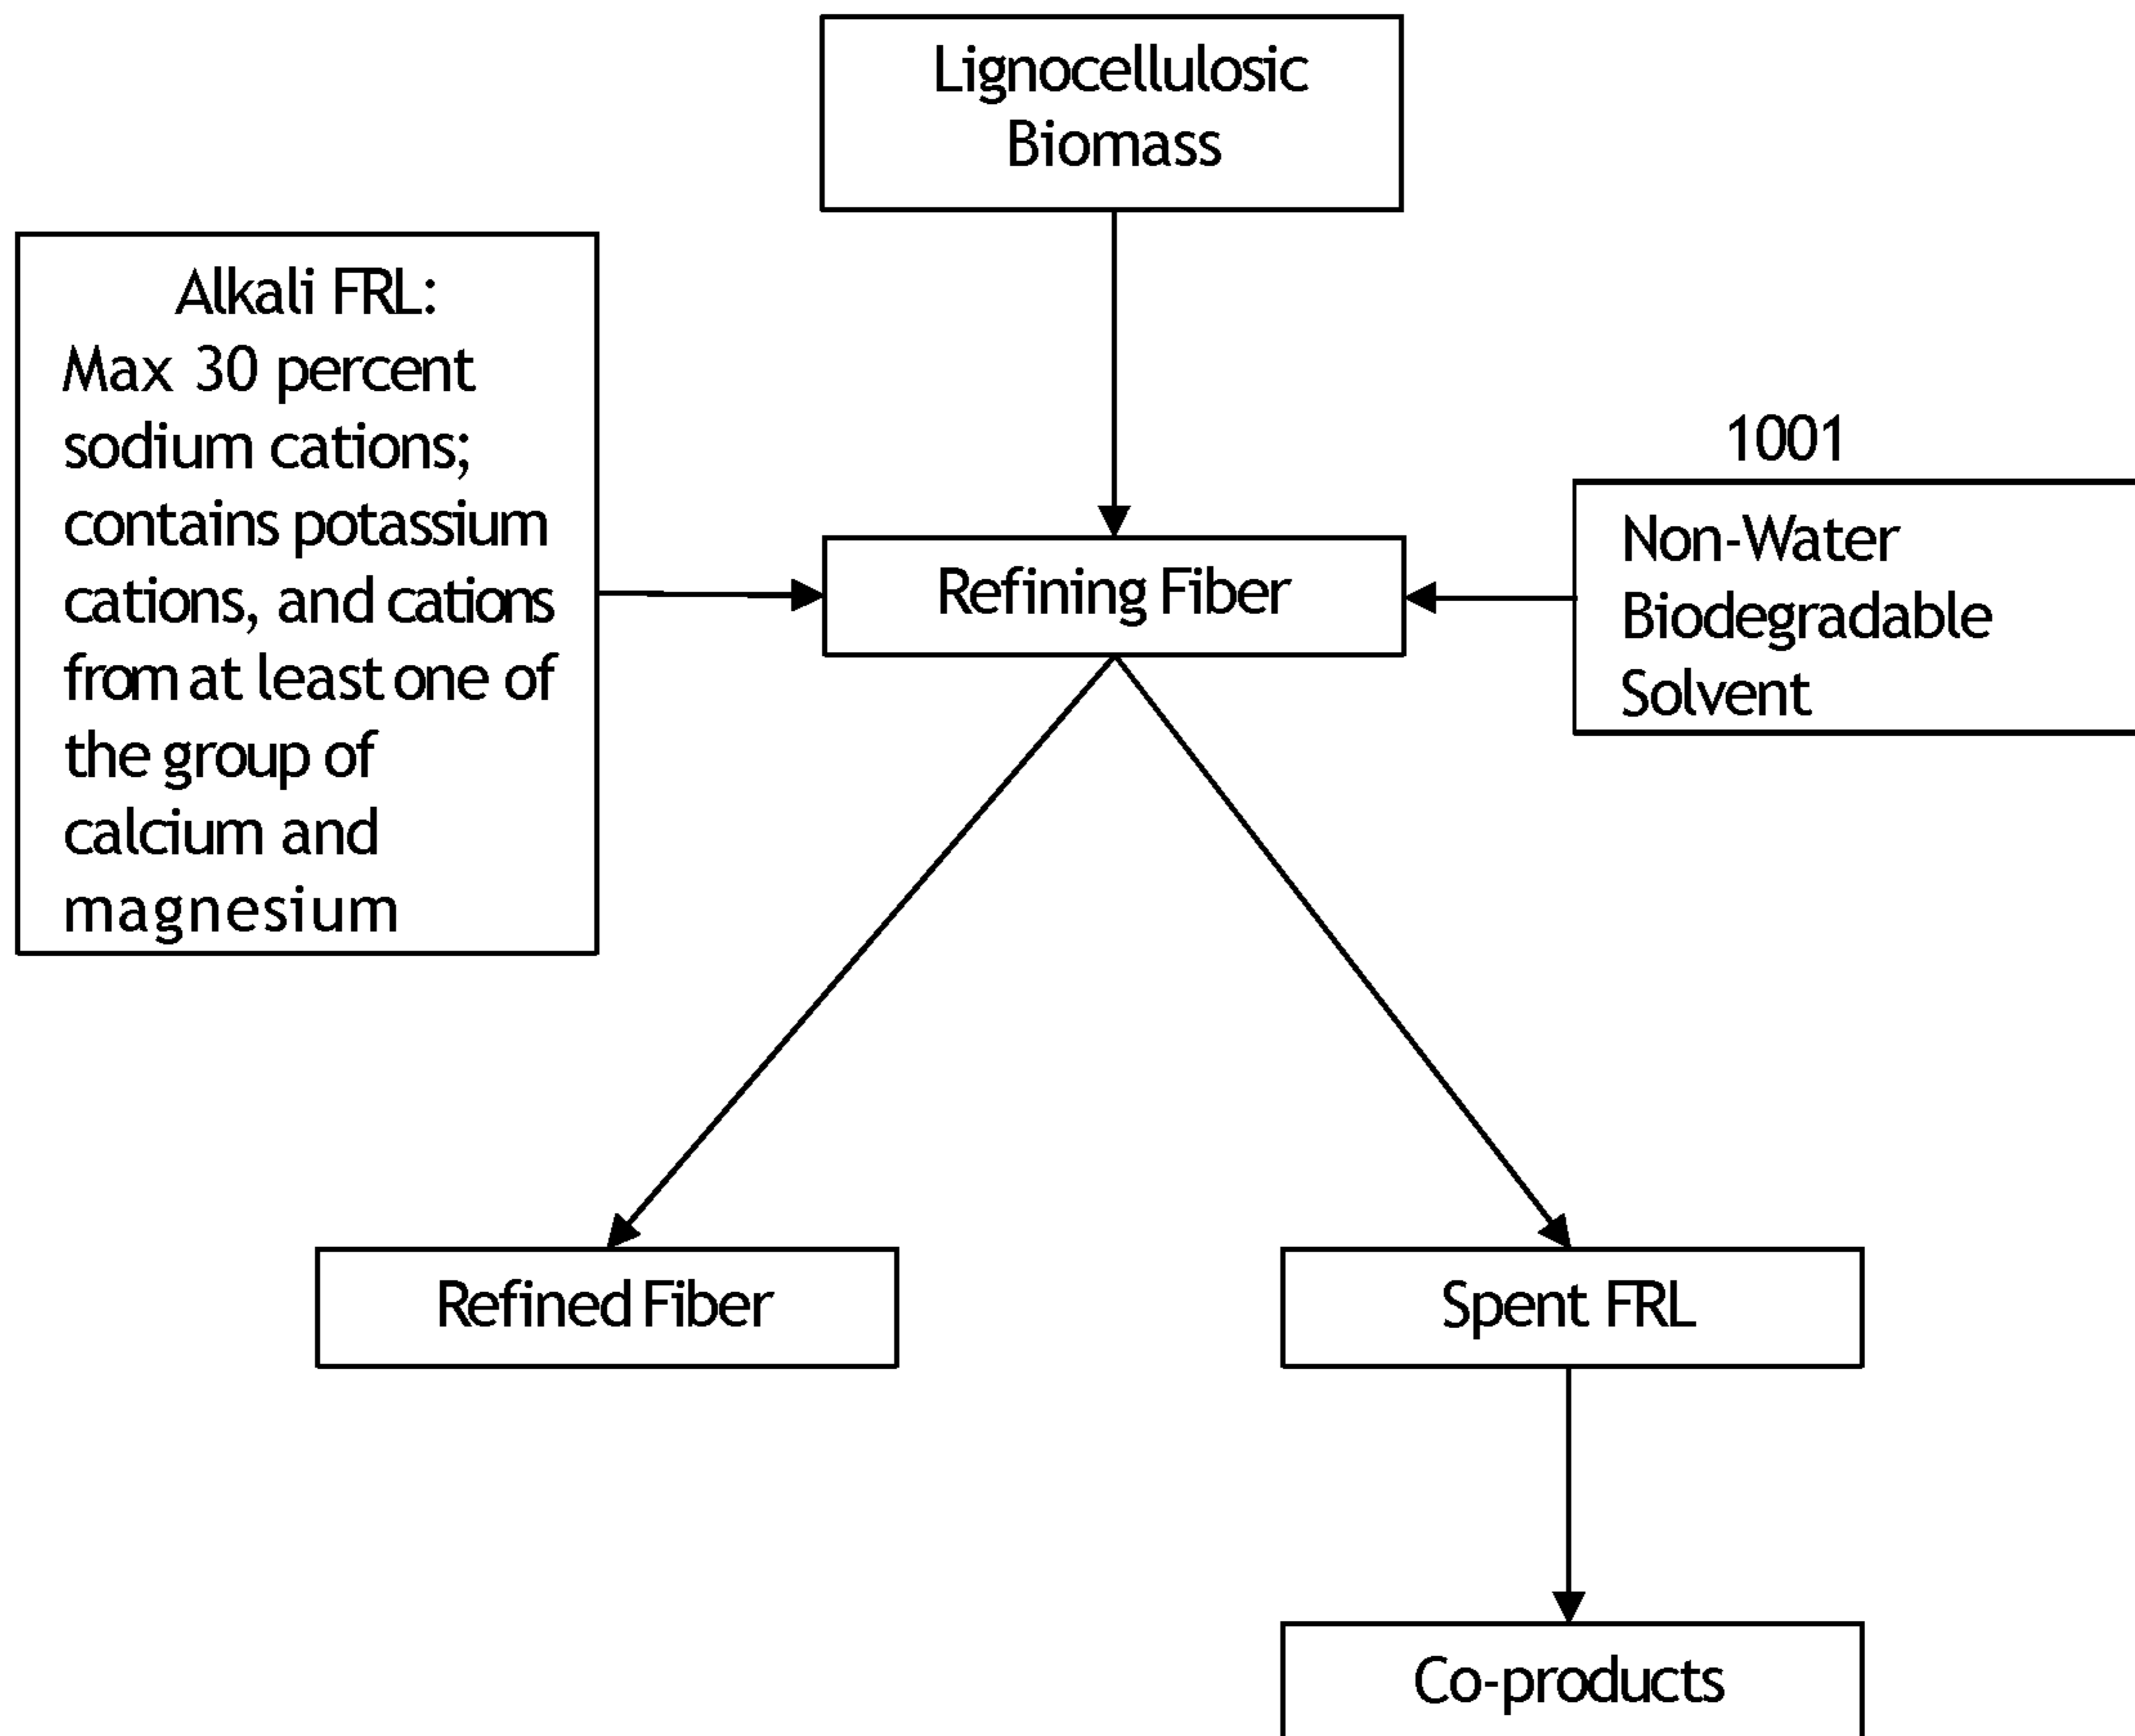 Lignocellulosic
Biomass
Alkali FRL:
Max 30 percent
sodium cations;
contains potassium
cations, and cations
from at least one of
the group of
calcium and
magnesium
Refining Fiber
1001
Non-Water
Biodegradable
Solvent
Refined Fiber
Spent FRL
Co-products